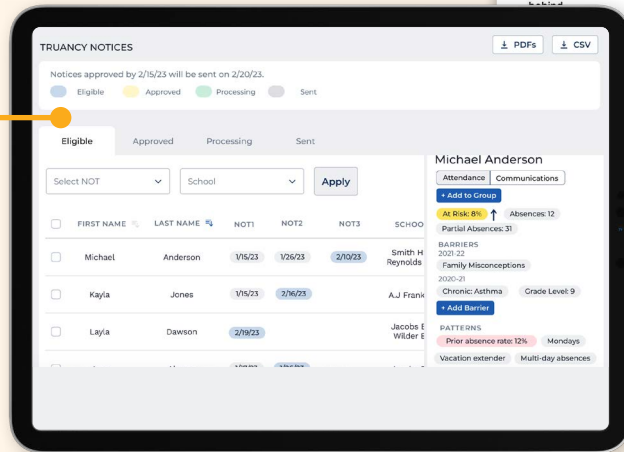 behind
TRUANCY NOTICES
PDFs
CSV
Notices approved by 2/15/23 will be sent on 2/20/23.
Eligible Approved Processing Sent
Eligible Approved Processing Sent
Select NOT School Apply
FIRST NAME LAST NAME NOT1 NOT2 NOT3 SCHOO
Michael Anderson 1/15/23 1/26/23 2/10/23 Smith H
Reynolds
Kayla Jones 1/15/23 2/16/23 A.J Frank
Layla Dawson 2/19/23 Jacobs E
Wilder E
Michael Anderson
Attendance Communications
+ Add to Group
At Risk: 8% ↑ Absences: 12
Partial Absences: 31
BARRIERS
2021-22
Family Misconceptions
2020-21
Chronic: Asthma Grade Level: 9
+ Add Barrier
PATTERNS
Prior absence rate: 12% Mondays
Vacation extender Multi-day absences